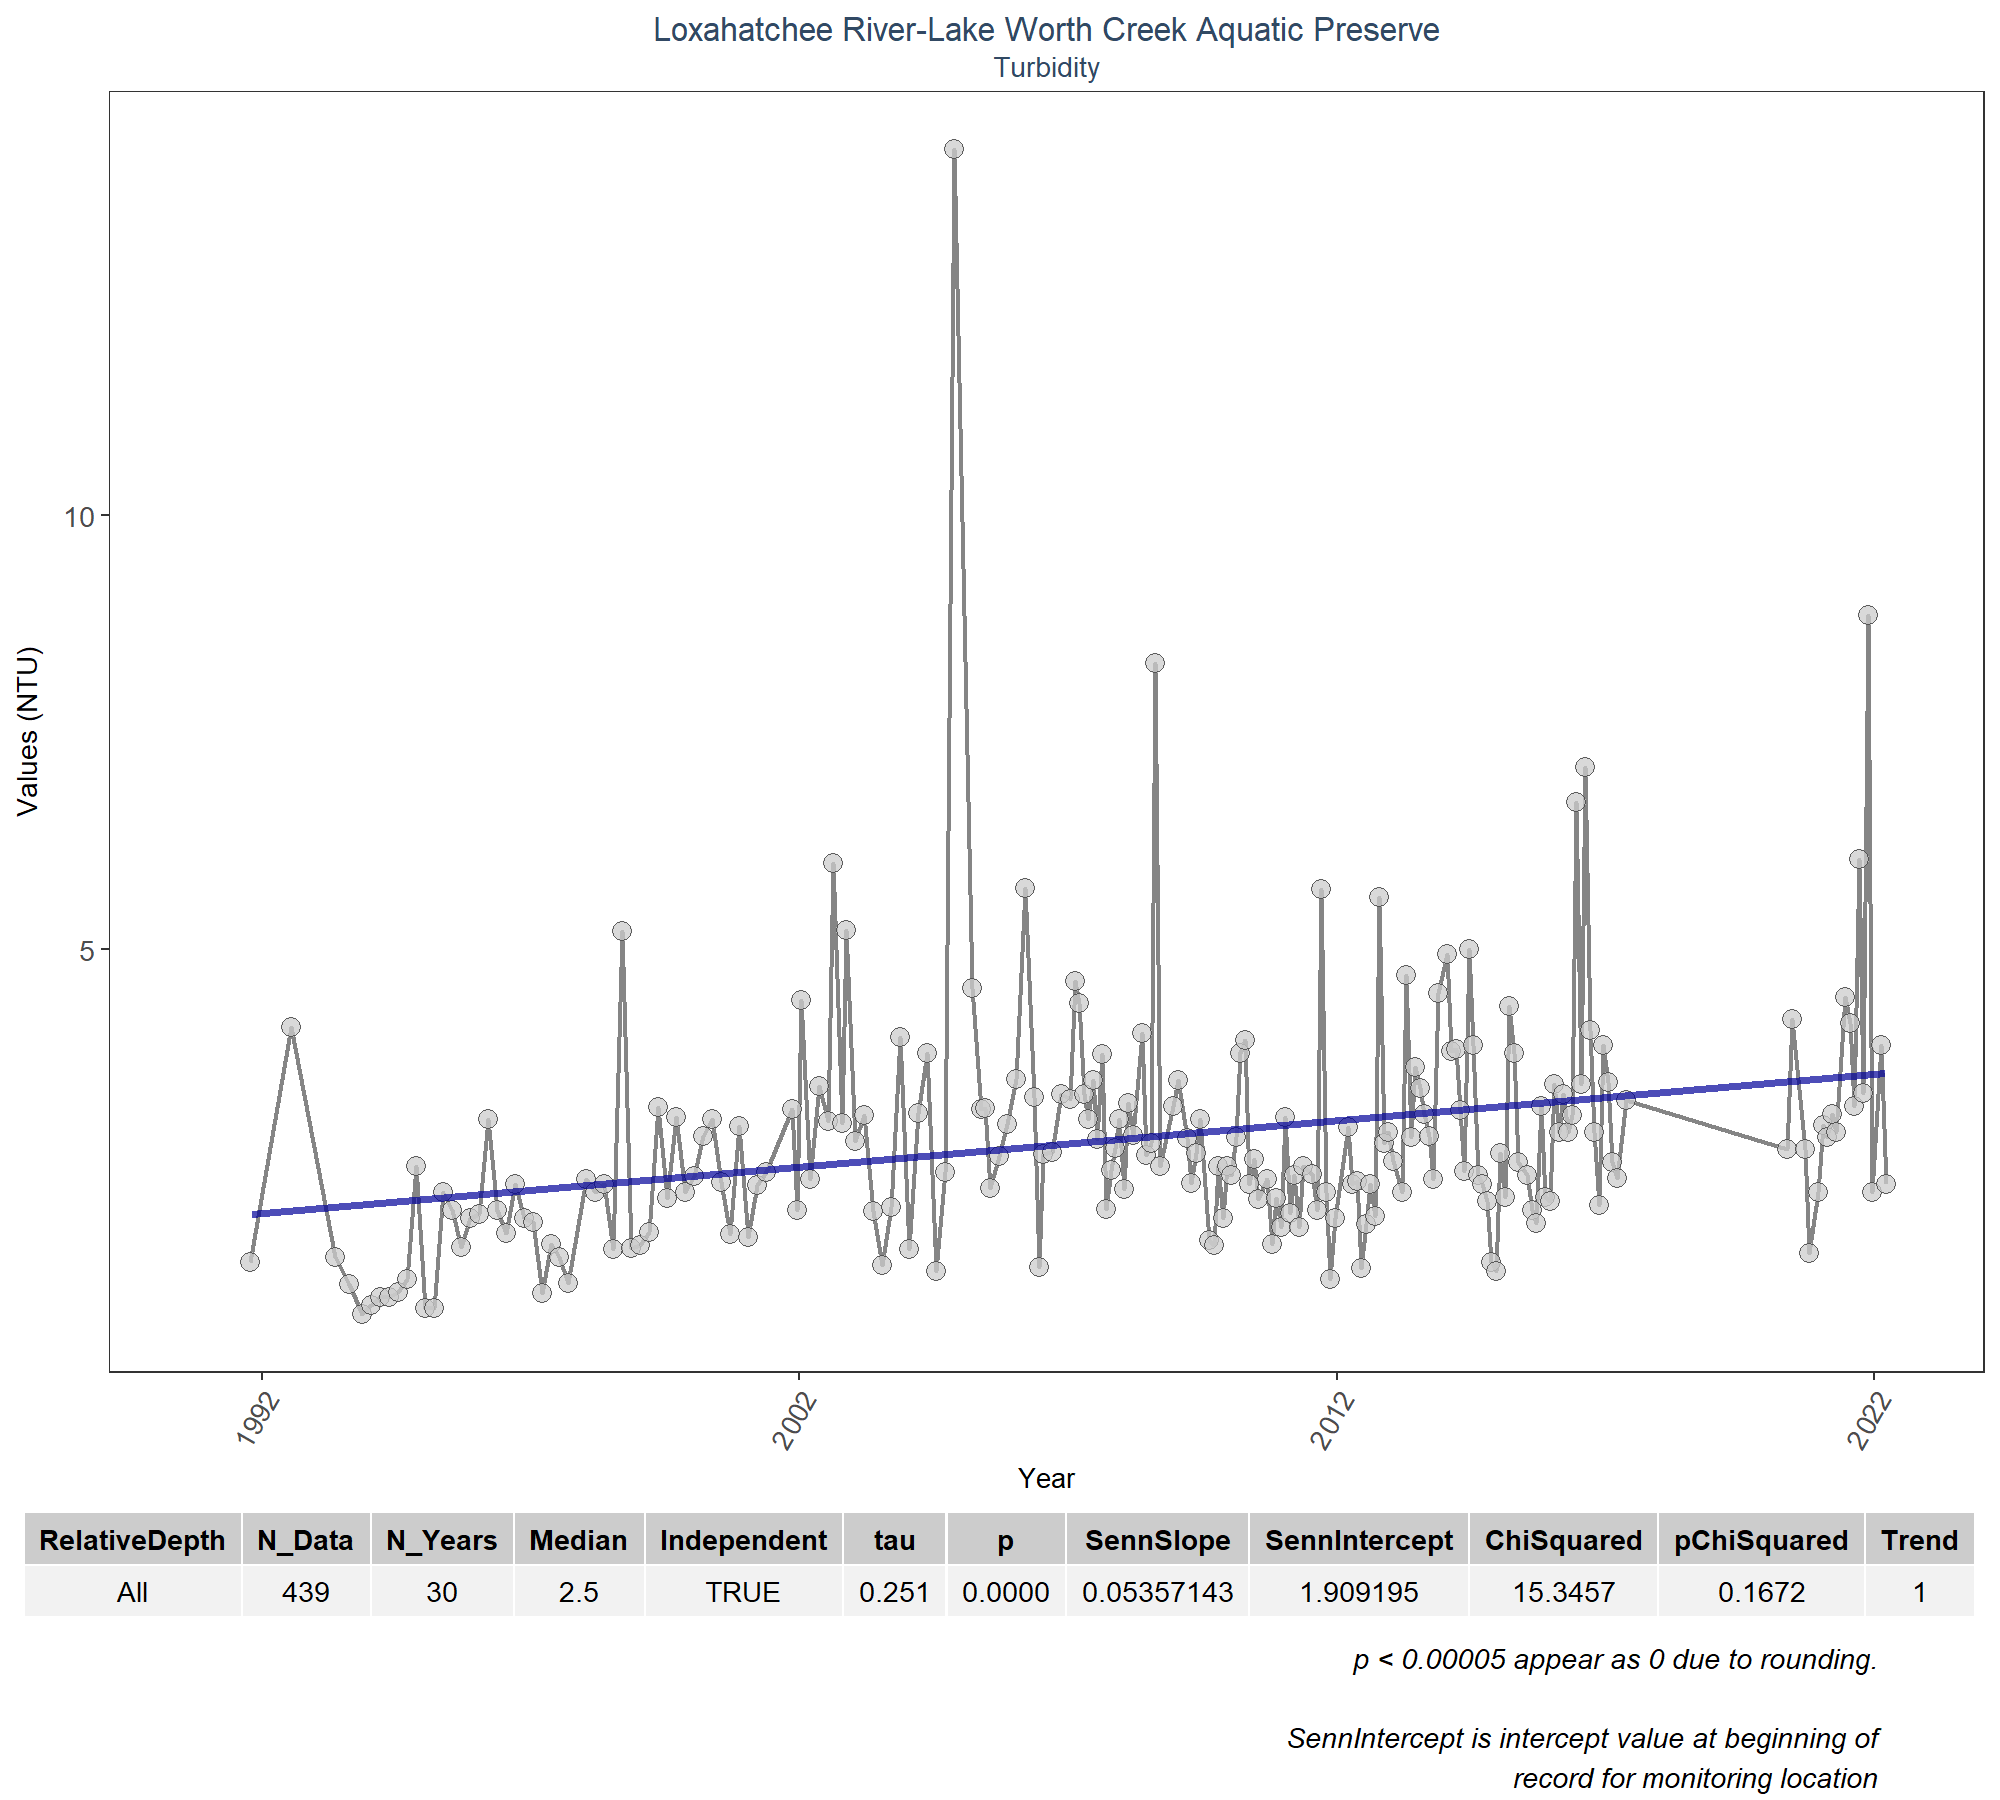 Loxahatchee River-Lake Worth Creek Aquatic Preserve
Turbidity
Values (NTU)
10
5
1992 2002 2012 2022
Year
RelativeDepth N_Data N_Years Median Independent tau p SennSlope SennIntercept ChiSquared pChiSquared Trend
All 439 30 2.5 TRUE 0.251 0.0000 0.05357143 1.909195 15.3457 0.1672 1
p < 0.00005 appear as 0 due to rounding.
SennIntercept is intercept value at beginning of
record for monitoring location